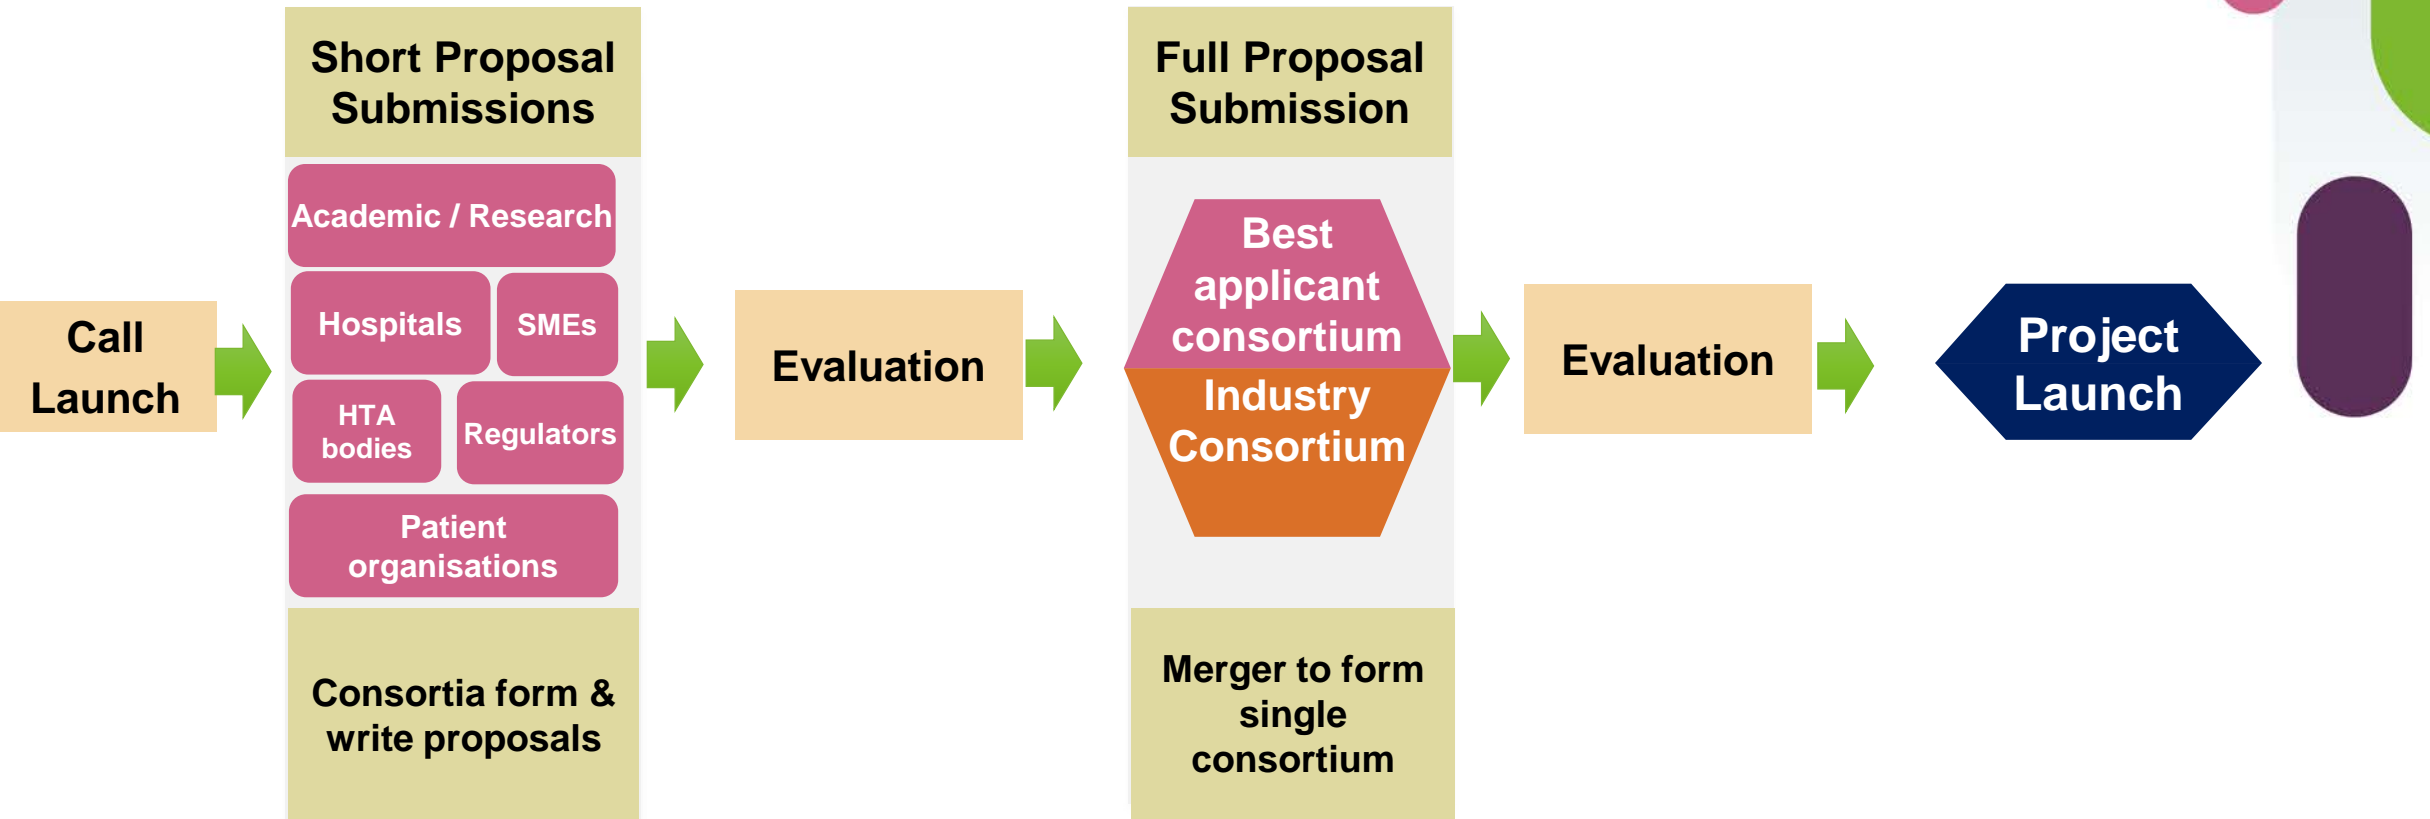 Call
Launch
Short Proposal
Submissions
Academic / Research
Hospitals
SMEs
HTA
bodies
Regulators
Patient
organisations
Consortia form &
write proposals
Evaluation
Full Proposal
Submission
Best
applicant
consortium
Industry
Consortium
Merger to form
single
consortium
Evaluation
Project
Launch